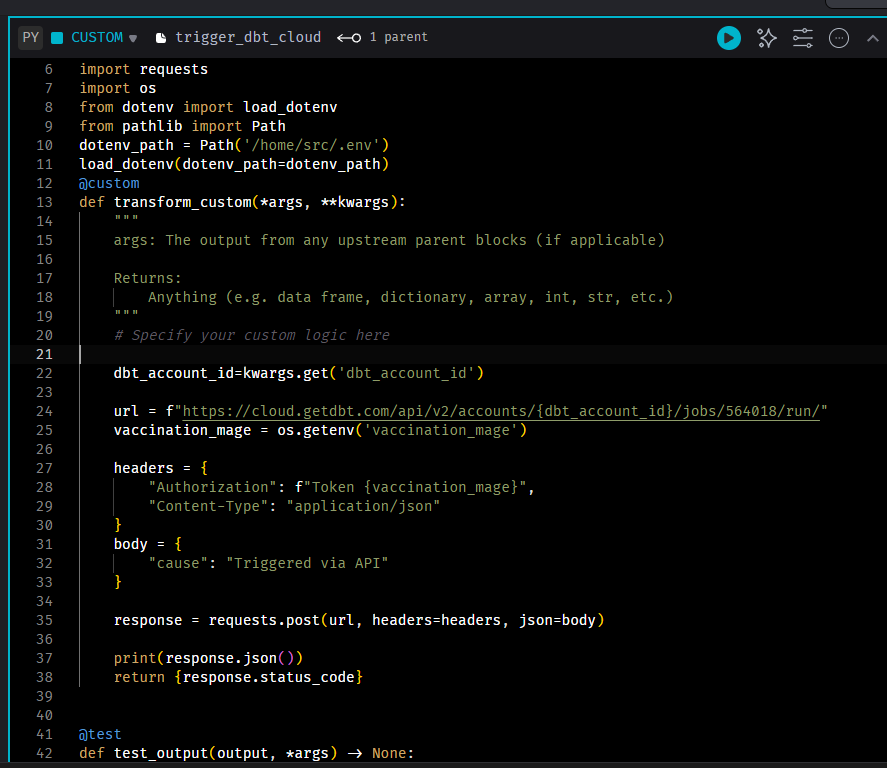 PY CUSTOM trigger_dbt_cloud 1 parent
6 import requests
7 import os
8 from dotenv import load_dotenv
9 from pathlib import Path
10 dotenv_path = Path('/home/src/.env')
11 load_dotenv(dotenv_path=dotenv_path)
12 @custom
13 def transform_custom(*args, **kwargs):
14     """
15     args: The output from any upstream parent blocks (if applicable)
16
17     Returns:
18         Anything (e.g. data frame, dictionary, array, int, str, etc.)
19     """
20     # Specify your custom logic here
21
22     dbt_account_id=kwargs.get('dbt_account_id')
23
24     url = f"https://cloud.getdbt.com/api/v2/accounts/{dbt_account_id}/jobs/564018/run/"
25     vaccination_mage = os.getenv('vaccination_mage')
26
27     headers = {
28         "Authorization": f"Token {vaccination_mage}",
29         "Content-Type": "application/json"
30     }
31     body = {
32         "cause": "Triggered via API"
33     }
34
35     response = requests.post(url, headers=headers, json=body)
36
37     print(response.json())
38     return {response.status_code}
39
40
41 @test
42 def test_output(output, *args) -> None: